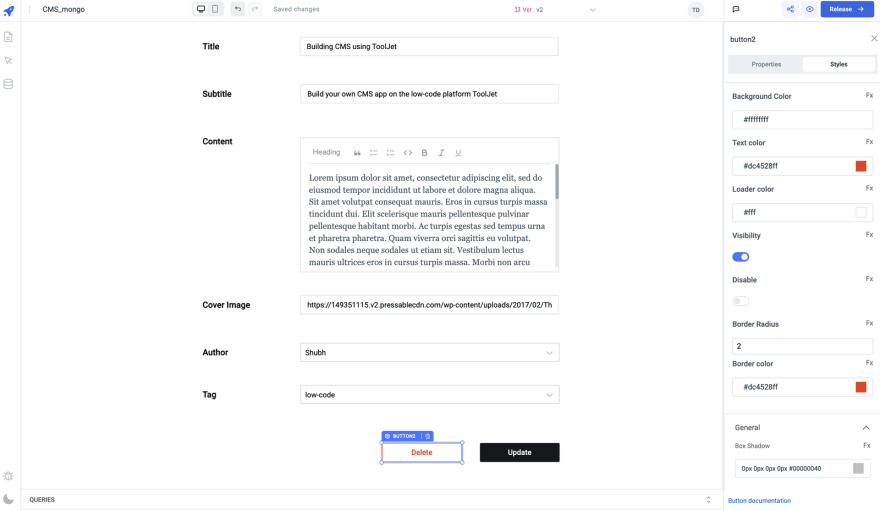 CMS_mongo
Saved changes
Ver v2
TD
Release →
Title
Building CMS using ToolJet
Subtitle
Build your own CMS app on the low-code platform ToolJet
Content
Heading
B I U
Lorem ipsum dolor sit amet, consectetur adipiscing elit, sed do
eiusmod tempor incididunt ut labore et dolore magna aliqua.
Sit amet volutpat consequat mauris. Eros in cursus turpis massa
tincidunt dui. Elit scelerisque mauris pellentesque pulvinar
pellentesque habitant morbi. Ac turpis egestas sed tempus urna
et pharetra pharetra. Quam viverra orci sagittis eu volutpat.
Non sodales neque sodales ut etiam sit. Vestibulum lectus
mauris ultrices eros in cursus turpis massa. Morbi non arcu
Cover Image
https://149351115.v2.pressablecdn.com/wp-content/uploads/2017/02/Th
Author
Shubh
Tag
low-code
BUTTON2
Delete
Update
QUERIES
button2
Properties
Styles
Background Color Fx
#ffffffff
Text color Fx
#dc4528ff
Loader color Fx
#fff
Visibility Fx
Disable Fx
Border Radius Fx
2
Border color Fx
#dc4528ff
General
Box Shadow Fx
0px 0px 0px 0px #00000040
Button documentation